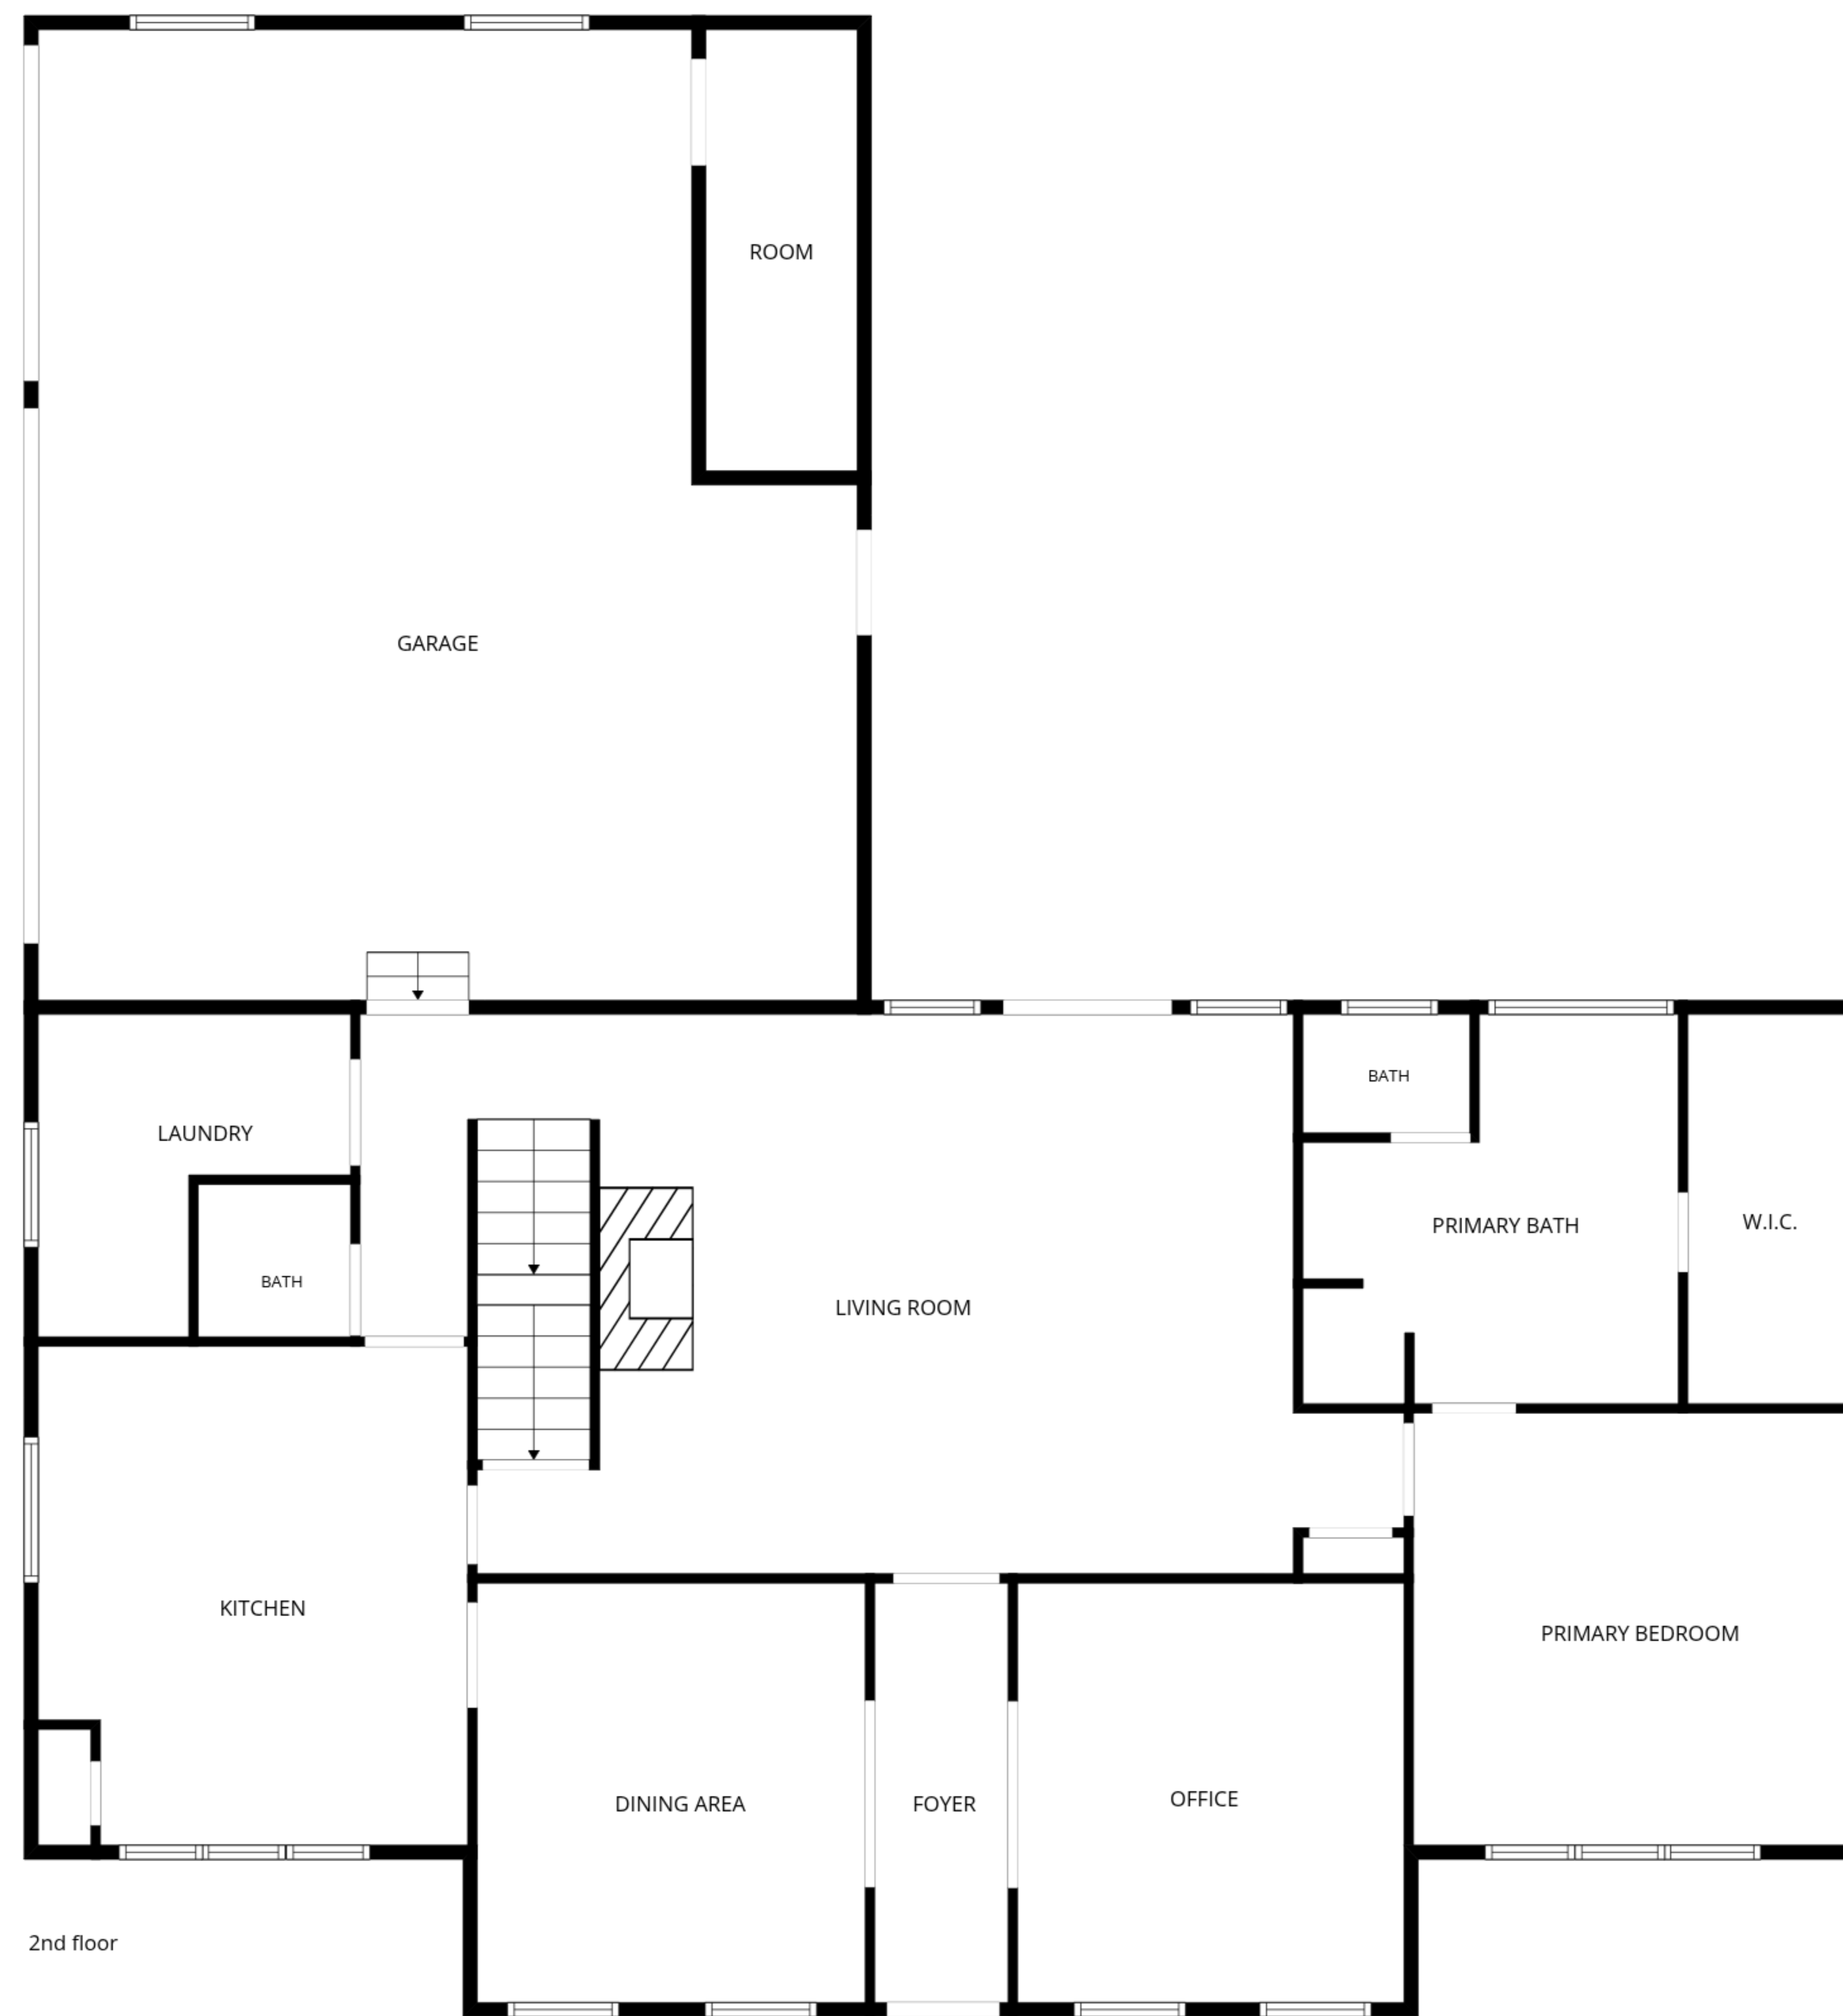 ROOM
GARAGE
BATH
LAUNDRY
PRIMARY BATH
W.I.C.
BATH
LIVING ROOM
KITCHEN
PRIMARY BEDROOM
DINING AREA
FOYER
OFFICE
2nd floor